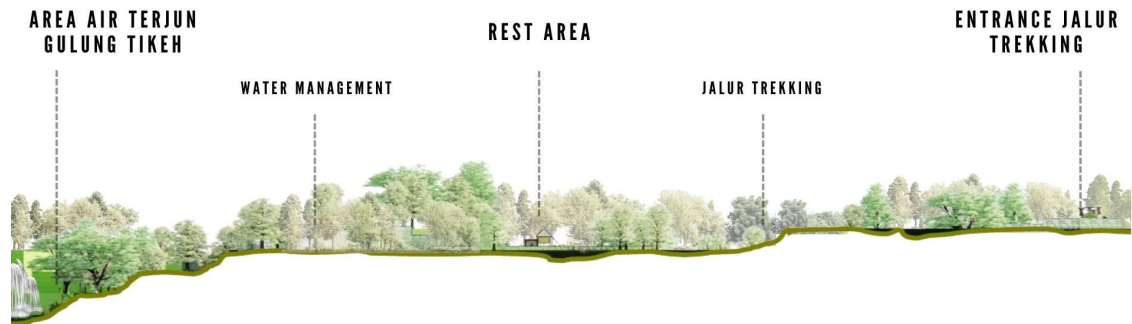 AREA AIR TERJUN
GULUNG TIKEH
WATER MANAGEMENT
REST AREA
JALUR TREKKING
ENTRANCE JALUR
TREKKING